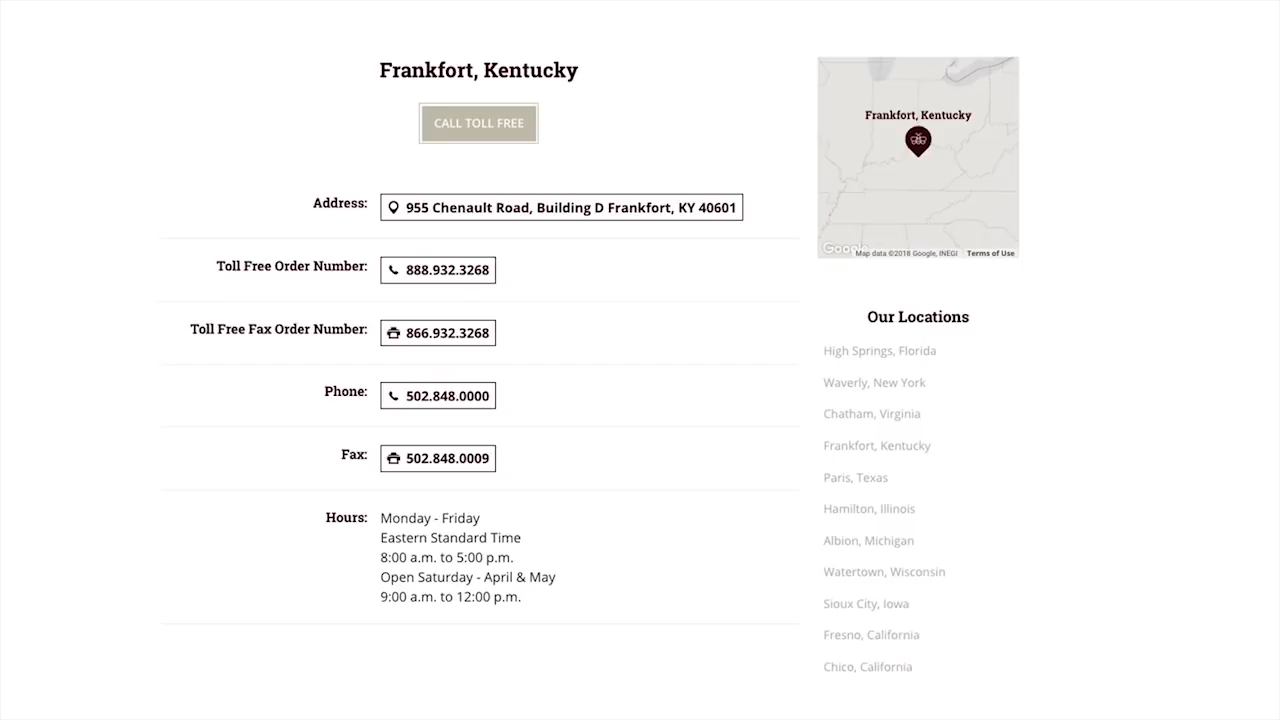 Frankfort, Kentucky
CALL TOLL FREE
Address:
955 Chenault Road, Building D Frankfort, KY 40601
Toll Free Order Number:
888.932.3268
Toll Free Fax Order Number:
866.932.3268
Phone:
502.848.0000
Fax:
502.848.0009
Hours:
Monday - Friday
Eastern Standard Time
8:00 a.m. to 5:00 p.m.
Open Saturday - April & May
9:00 a.m. to 12:00 p.m.
Frankfort, Kentucky
Google
Map data ©2018 Google, INEGI
Terms of Use
Our Locations
High Springs, Florida
Waverly, New York
Chatham, Virginia
Frankfort, Kentucky
Paris, Texas
Hamilton, Illinois
Albion, Michigan
Watertown, Wisconsin
Sioux City, Iowa
Fresno, California
Chico, California